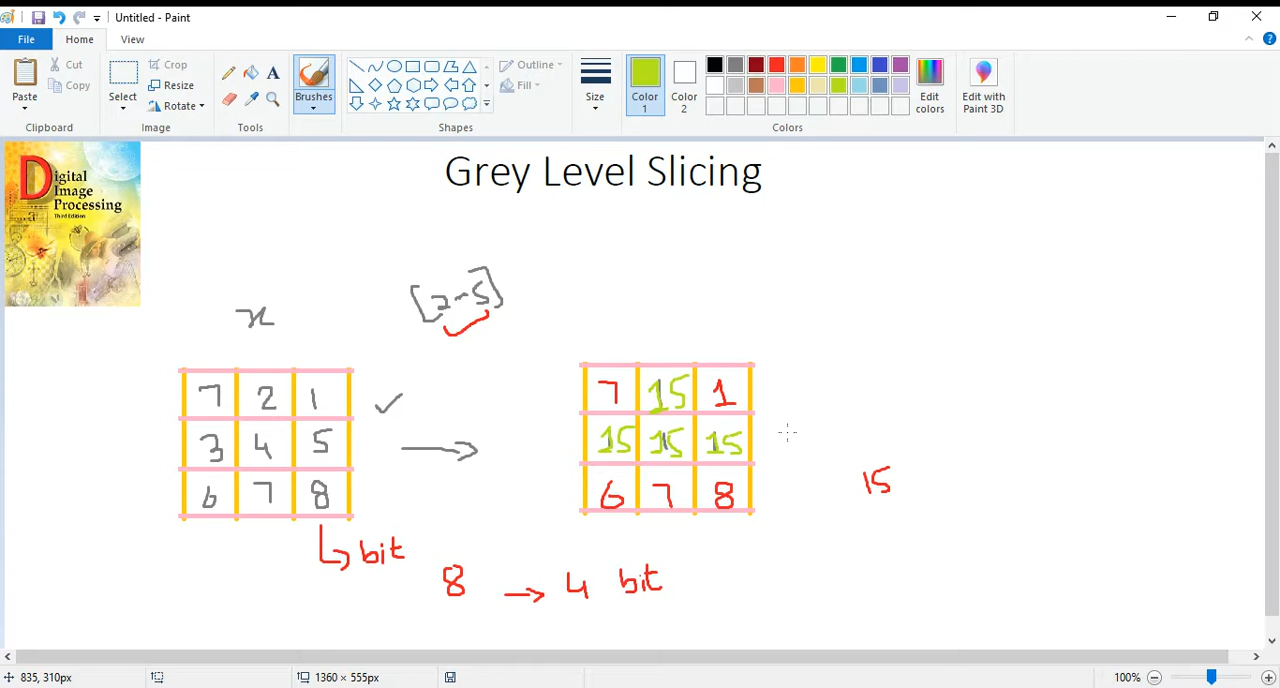 Untitled - Paint
File Home View
Paste Cut Copy
Clipboard
Select Crop Resize Rotate
Image
Tools
Brushes
Outline Fill
Shapes
Size
Color 1 Color 2
Edit colors
Colors
Edit with Paint 3D
Digital Image Processing
Third Edition
Grey Level Slicing
[2-5]
x
7 2 1
3 4 5
6 7 8
7 15 1
15 15 15
6 7 8
15
bit
8 → 4 bit
835, 310px 1360 × 555px 100%